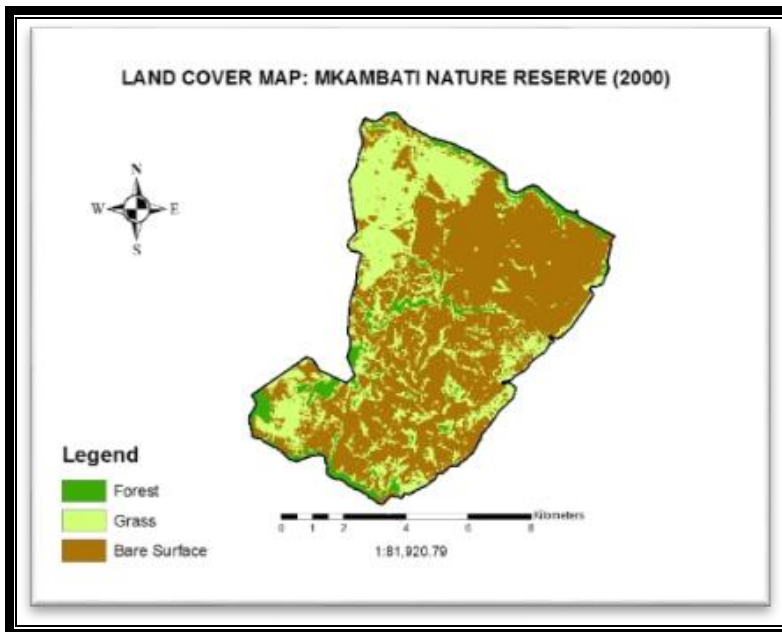 LAND COVER MAP: MKAMBATI NATURE RESERVE (2000)
N
W E
S
Legend
Forest
Grass
Bare Surface
Kilometers
0 1 2 4 6 8
1:81,920.79